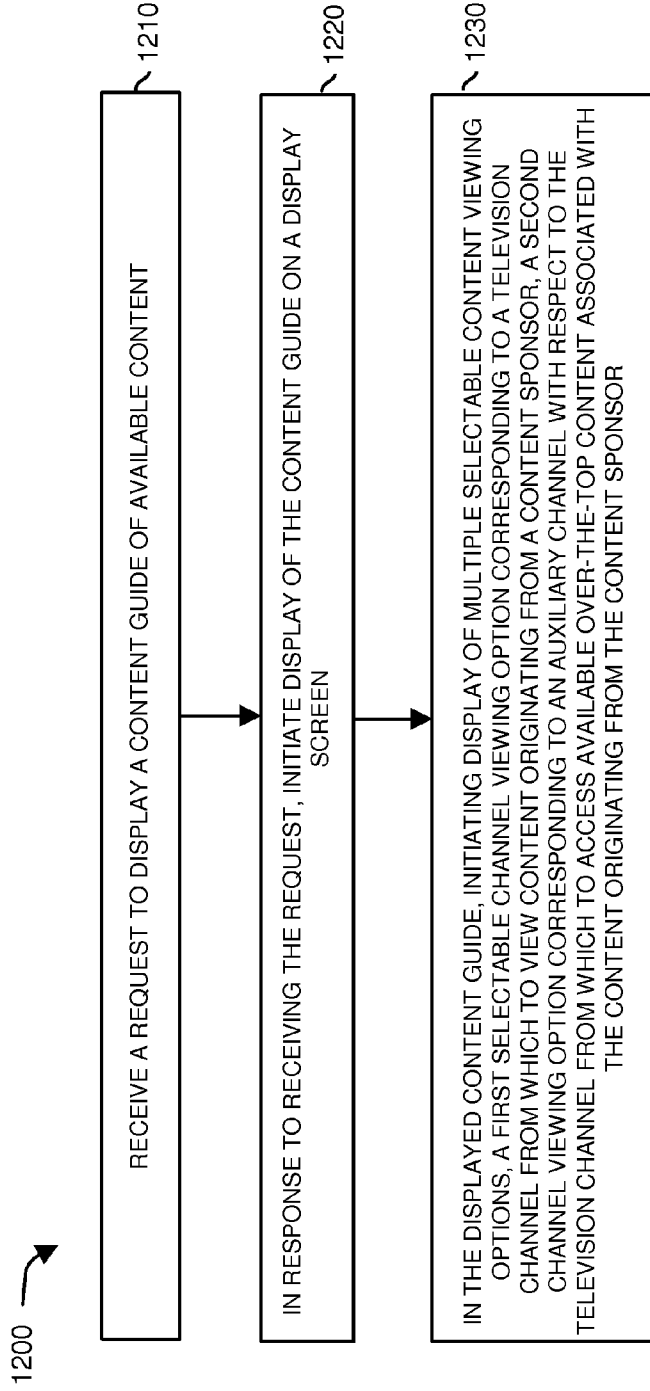 1200
RECEIVE A REQUEST TO DISPLAY A CONTENT GUIDE OF AVAILABLE CONTENT
1210
IN RESPONSE TO RECEIVING THE REQUEST, INITIATE DISPLAY OF THE CONTENT GUIDE ON A DISPLAY
SCREEN
1220
IN THE DISPLAYED CONTENT GUIDE, INITIATING DISPLAY OF MULTIPLE SELECTABLE CONTENT VIEWING
OPTIONS, A FIRST SELECTABLE CHANNEL VIEWING OPTION CORRESPONDING TO A TELEVISION
CHANNEL FROM WHICH TO VIEW CONTENT ORIGINATING FROM A CONTENT SPONSOR, A SECOND
CHANNEL VIEWING OPTION CORRESPONDING TO AN AUXILIARY CHANNEL WITH RESPECT TO THE
TELEVISION CHANNEL FROM WHICH TO ACCESS AVAILABLE OVER-THE-TOP CONTENT ASSOCIATED WITH
THE CONTENT ORIGINATING FROM THE CONTENT SPONSOR
1230